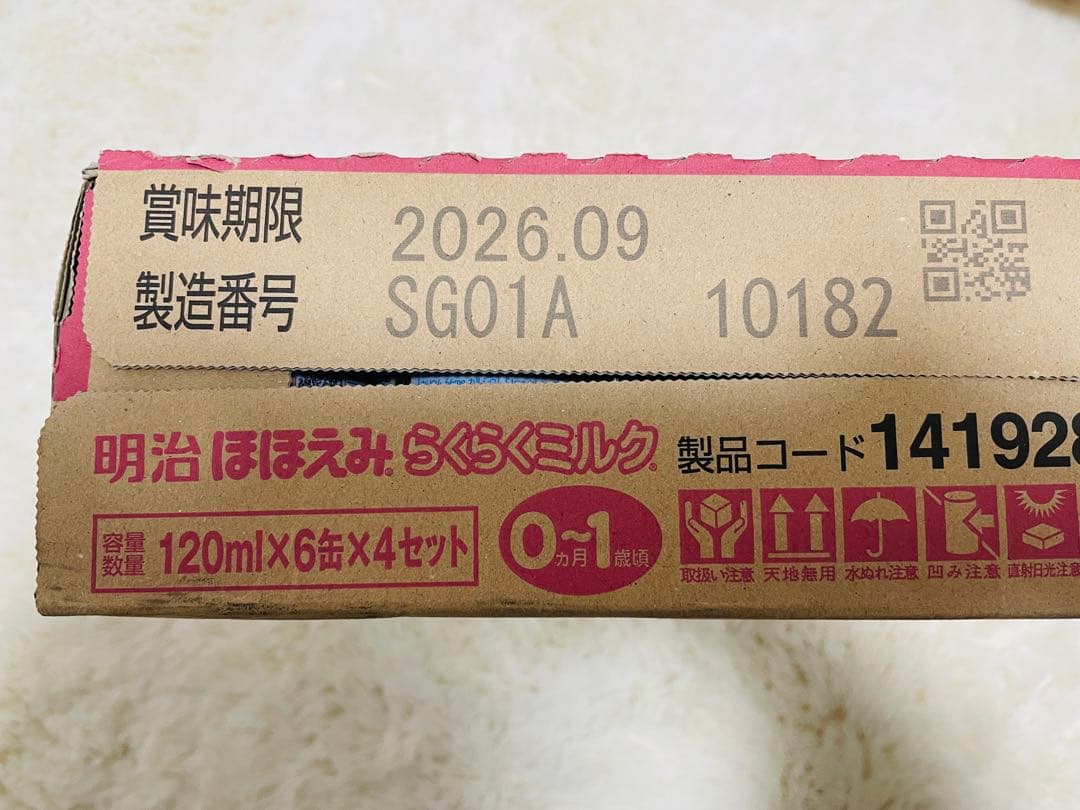 賞味期限 2026.09
製造番号 SG01A 10182
明治 ほほえみ らくらくミルク 製品コード 141928
容量
数量 120ml×6缶×4セット
0ヵ月~1歳頃
取扱い注意 天地無用 水ぬれ注意 凹み注意 直射日光注意